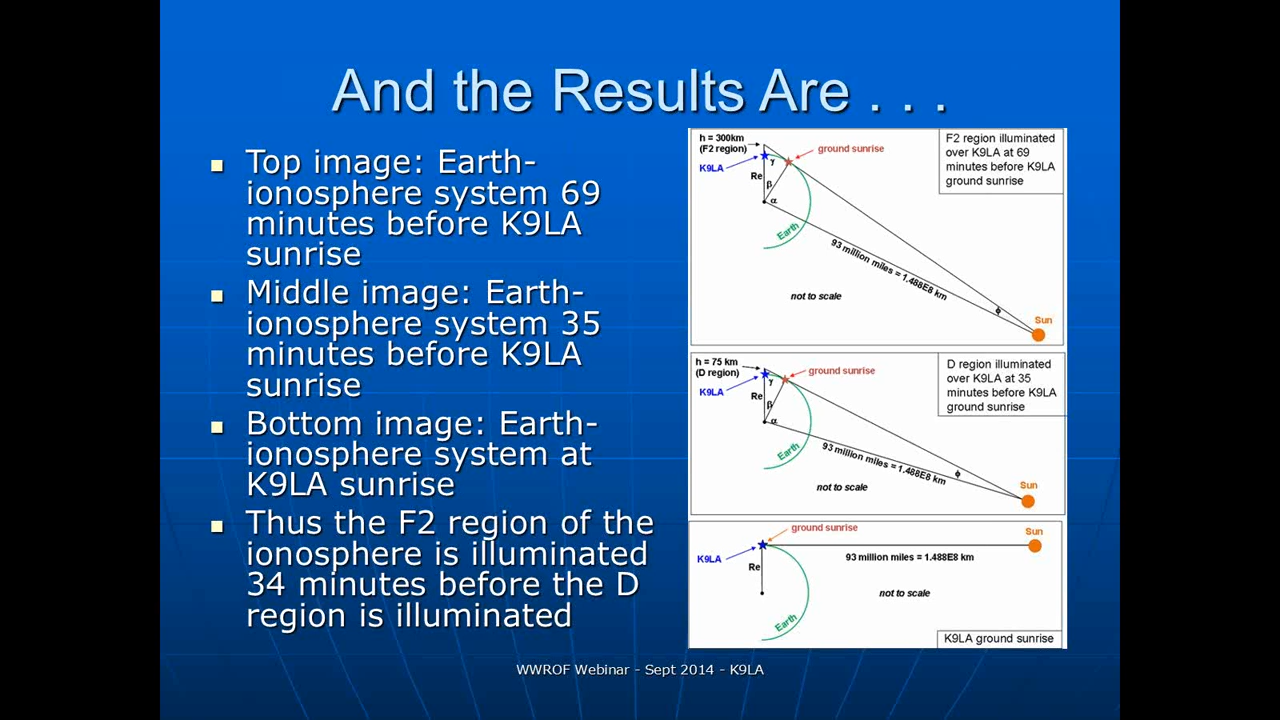 And the Results Are . . .
Top image: Earth-
ionosphere system 69
minutes before K9LA
sunrise
Middle image: Earth-
ionosphere system 35
minutes before K9LA
sunrise
Bottom image: Earth-
ionosphere system at
K9LA sunrise
Thus the F2 region of the
ionosphere is illuminated
34 minutes before the D
region is illuminated
h = 300km
(F2 region)
ground sunrise
K9LA
γ
Re
β
α
Earth
93 million miles = 1.488E8 km
not to scale
ϕ
Sun
F2 region illuminated
over K9LA at 69
minutes before K9LA
ground sunrise
h = 75 km
(D region)
ground sunrise
K9LA
γ
Re
β
α
Earth
93 million miles = 1.488E8 km
not to scale
ϕ
Sun
D region illuminated
over K9LA at 35
minutes before K9LA
ground sunrise
ground sunrise
Sun
K9LA
93 million miles = 1.488E8 km
Re
not to scale
Earth
K9LA ground sunrise
WWROF Webinar - Sept 2014 - K9LA